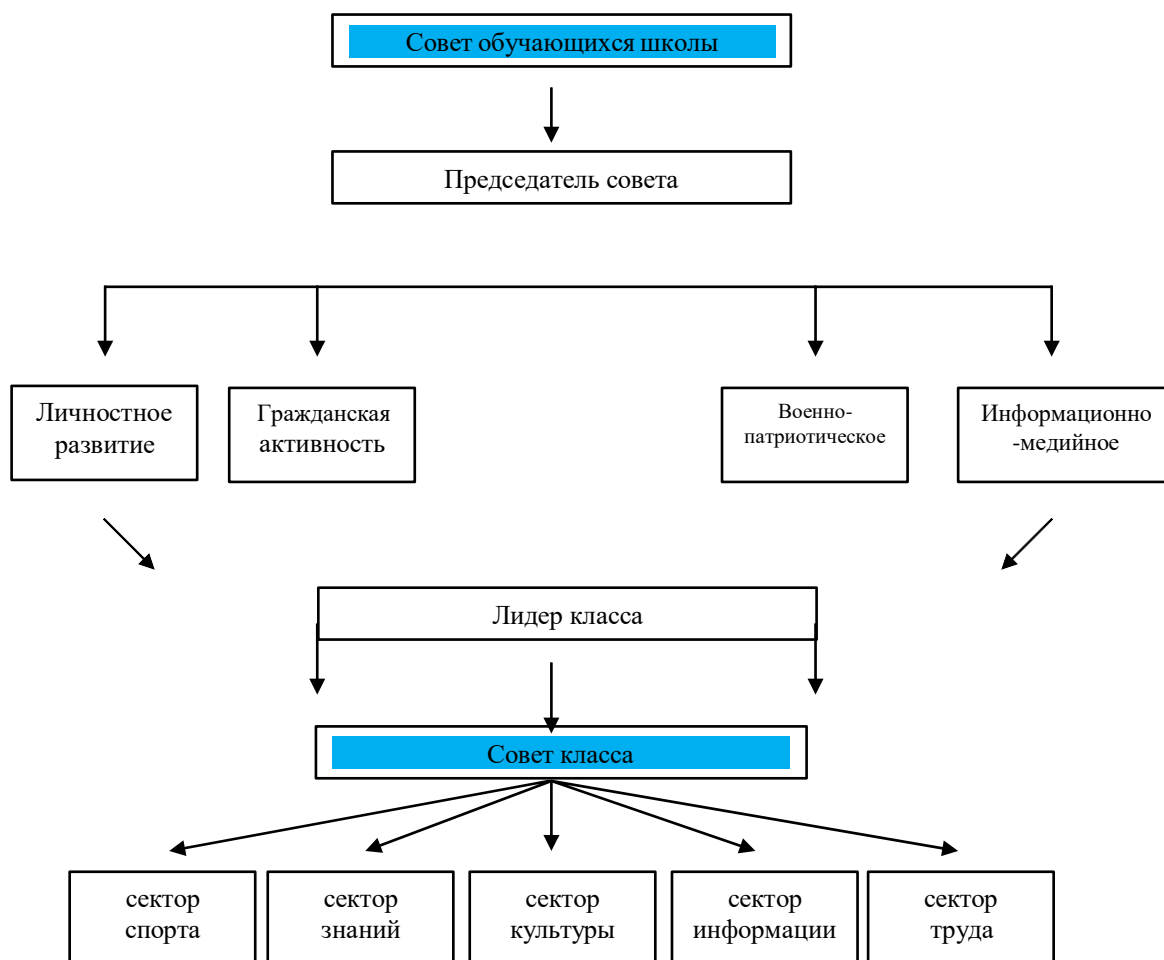 Совет обучающихся школы
Председатель совета
Личностное
развитие
Гражданская
активность
Военно-
патриотическое
Информационно
-медийное
Лидер класса
Совет класса
сектор
спорта
сектор
знаний
сектор
культуры
сектор
информации
сектор
труда